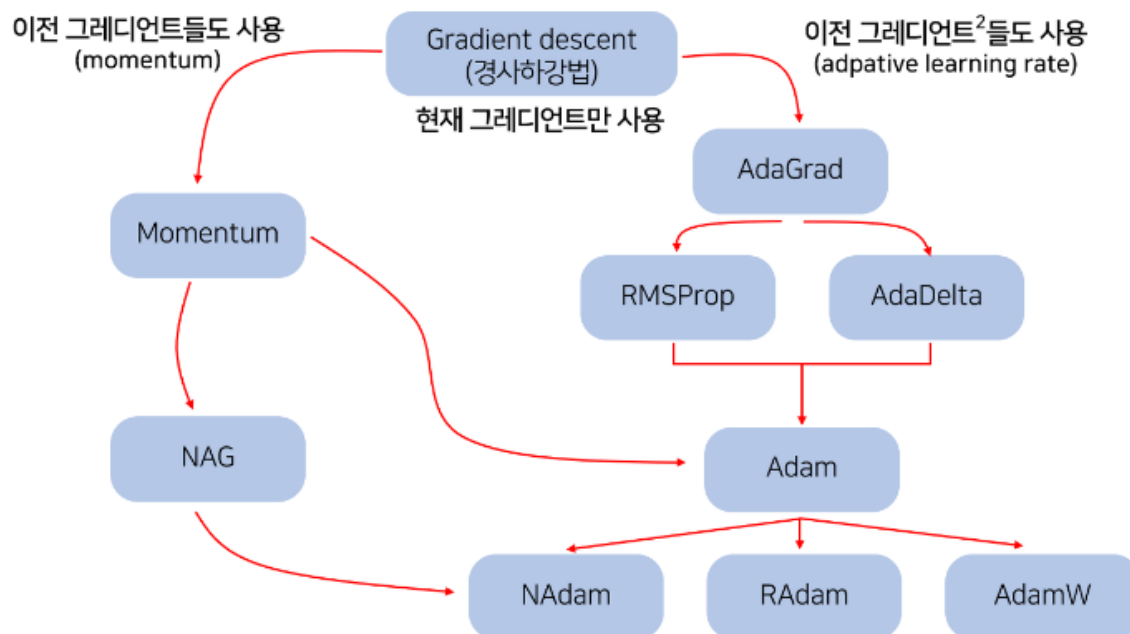 이전 그레디언트들도 사용
(momentum)
Gradient descent
(경사하강법)
현재 그레디언트만 사용
이전 그레디언트²들도 사용
(adpative learning rate)
AdaGrad
Momentum
RMSProp
AdaDelta
NAG
Adam
NAdam
RAdam
AdamW